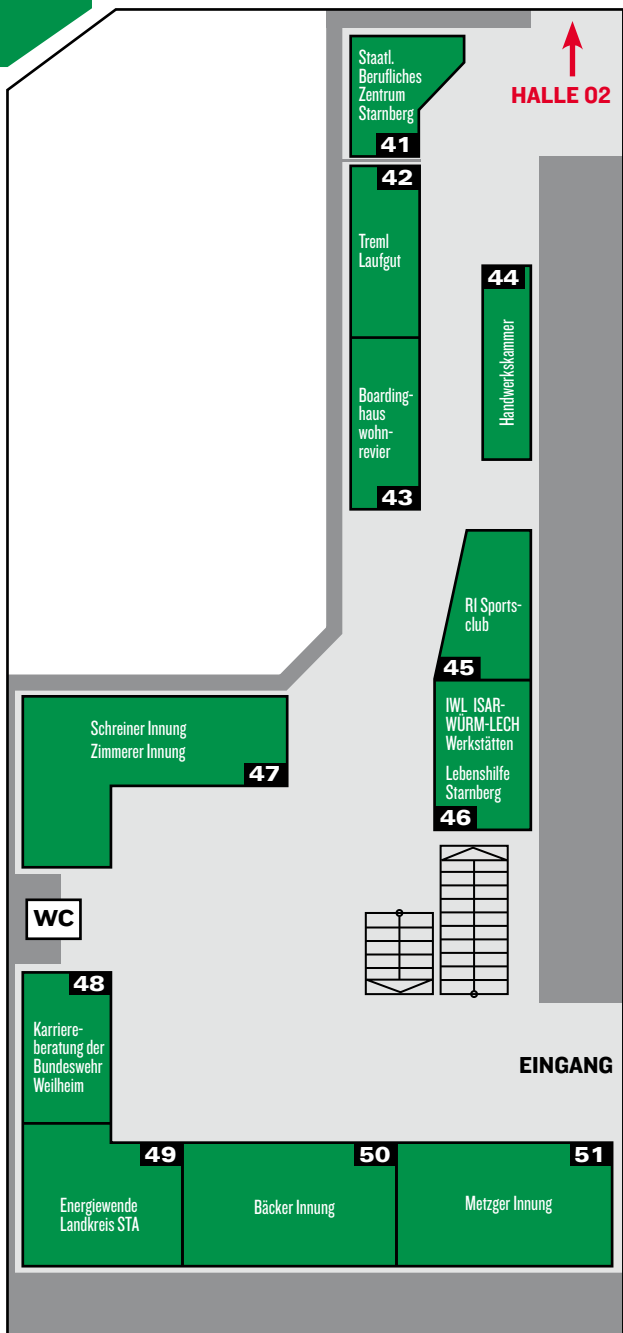 HALLE 02
Staatl.
Berufliches
Zentrum
Starnberg
41
42
Treml
Laufgut
44
Handwerkskammer
Boarding-
haus
wohn-
revier
43
RI Sports-
club
45
IWL ISAR-
WÜRM-LECH
Werkstätten
Lebenshilfe
Starnberg
46
Schreiner Innung
Zimmerer Innung
47
WC
48
Karriere-
beratung der
Bundeswehr
Weilheim
EINGANG
49
Energiewende
Landkreis STA
50
Bäcker Innung
51
Metzger Innung